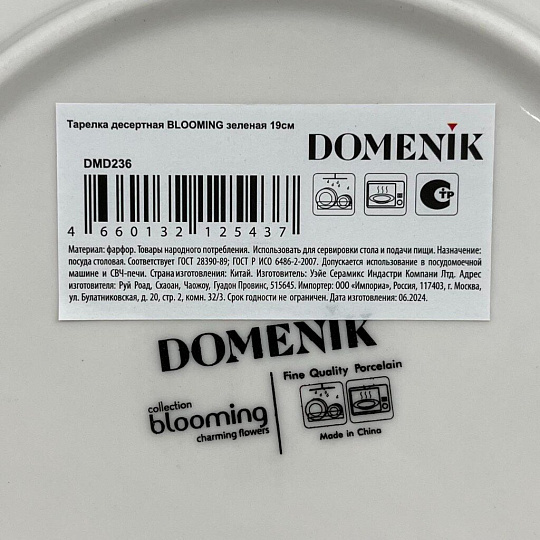 Тарелка десертная BLOOMING зеленая 19см
DOMENIK
DMD236
4 660132 125437
Материал: фарфор. Товары народного потребления. Использовать для сервировки стола и подачи пищи. Назначение:
посуда столовая. Соответствует ГОСТ 28390-89; ГОСТ Р ИСО 6486-2-2007. Допускается использование в посудомоечной
машине и СВЧ-печи. Страна изготовления: Китай. Изготовитель: Уэйе Серамикс Индастри Компани Лтд. Адрес
изготовителя: Руй Роад, Схаоан, Чаожоу, Гуадон Провинс, 515645. Импортер: ООО «Импориа», Россия, 117403, г. Москва,
ул. Булатниковская, д. 20, стр. 2, комн. 32/3. Срок годности не ограничен. Дата изготовления: 06.2024.
DOMENIK
collection
blooming
charming flowers
Fine Quality Porcelain
Made in China